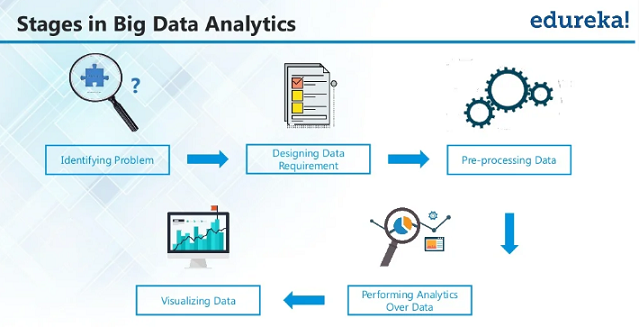 Stages in Big Data Analytics
edureka!
?
Identifying Problem
Designing Data
Requirement
Pre-processing Data
Visualizing Data
Performing Analytics
Over Data